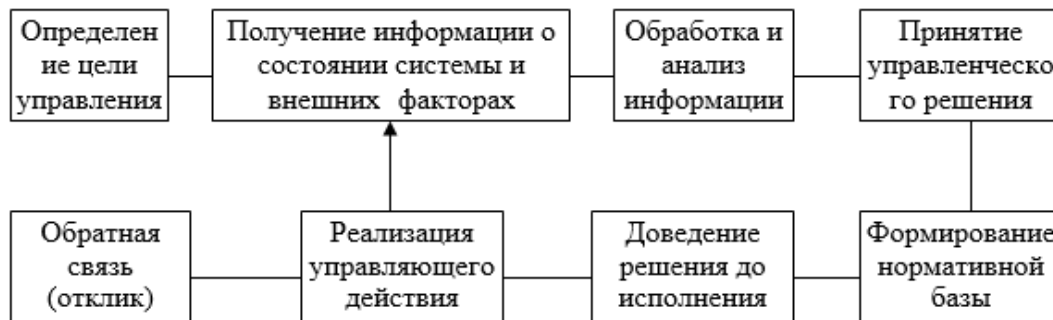 Определен
ие цели
управления
Получение информации о
состоянии системы и
внешних факторах
Обработка и
анализ
информации
Принятие
управленческо
го решения
Обратная
связь
(отклик)
Реализация
управляющего
действия
Доведение
решения до
исполнения
Формирование
нормативной
базы